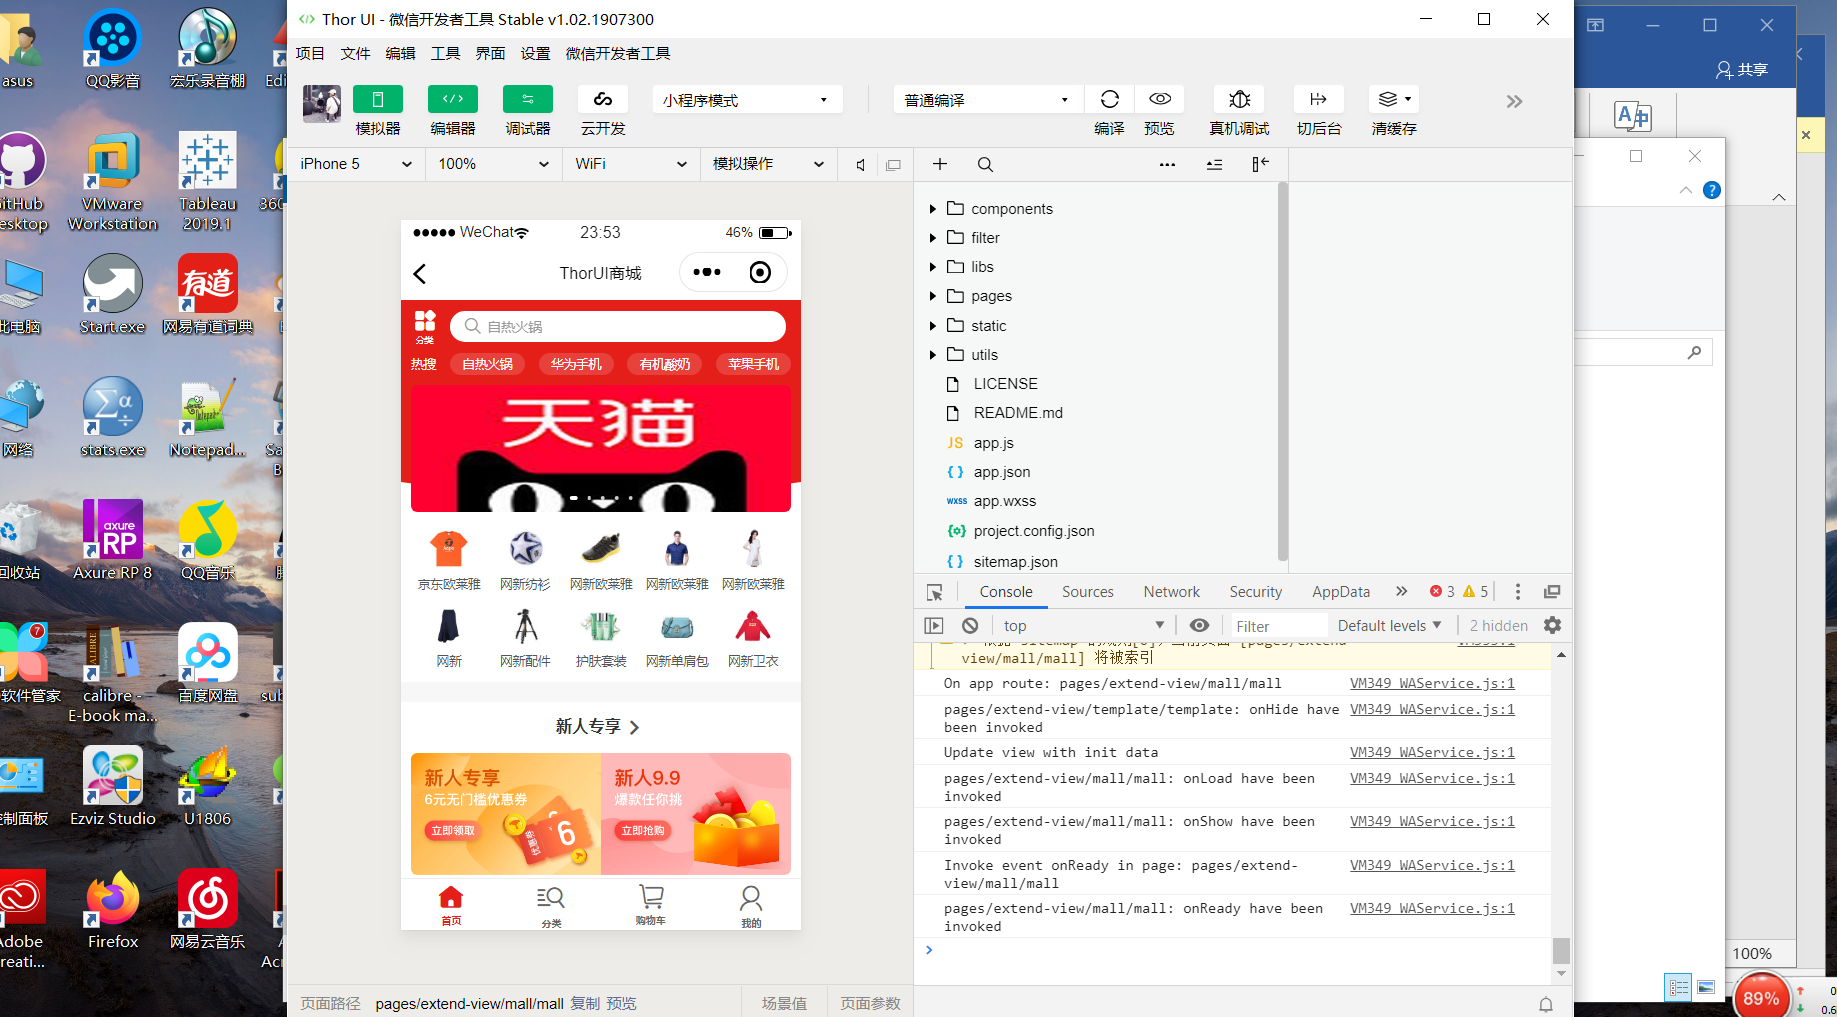 Thor UI - 微信开发者工具 Stable v1.02.1907300
项目 文件 编辑 工具 界面 设置 微信开发者工具
模拟器 编辑器 调试器 云开发
小程序模式
普通编译
编译 预览 真机调试 切后台 清缓存
iPhone 5
100%
WiFi
模拟操作
WeChat
23:53
46%
ThorUI商城
分类
自热火锅
热搜 自热火锅 华为手机 有机酸奶 苹果手机
天猫
京东欧莱雅 网新纺衫 网新欧莱雅 网新欧莱雅 网新欧莱雅
网新 网新配件 护肤套装 网新单肩包 网新卫衣
新人专享
新人专享
6元无门槛优惠券
立即领取
优惠券
6
新人9.9
爆款任你挑
立即抢购
首页 分类 购物车 我的
页面路径 pages/extend-view/mall/mall 复制 预览
场景值
页面参数
components
filter
libs
pages
static
utils
LICENSE
README.md
JS app.js
{ } app.json
wxss app.wxss
project.config.json
{ } sitemap.json
Console Sources Network Security AppData
3
5
top
Filter
Default levels
2 hidden
view/mall/mall] 将被索引
On app route: pages/extend-view/mall/mall
VM349 WAService.js:1
pages/extend-view/template/template: onHide have been invoked
VM349 WAService.js:1
Update view with init data
VM349 WAService.js:1
pages/extend-view/mall/mall: onLoad have been invoked
VM349 WAService.js:1
pages/extend-view/mall/mall: onShow have been invoked
VM349 WAService.js:1
Invoke event onReady in page: pages/extend-view/mall/mall
VM349 WAService.js:1
pages/extend-view/mall/mall: onReady have been invoked
VM349 WAService.js:1
共享
100%
89%
asus
QQ影音
宏乐录音棚
VMware Workstation
Tableau 2019.1
Start.exe
有道
网易有道词典
网络
stats.exe
Notepad...
axure RP
Axure RP 8
QQ音乐
7
软件管家
CALIBRE
calibre - E-book ma...
百度网盘
Ezviz Studio
U1806
Firefox
网易云音乐